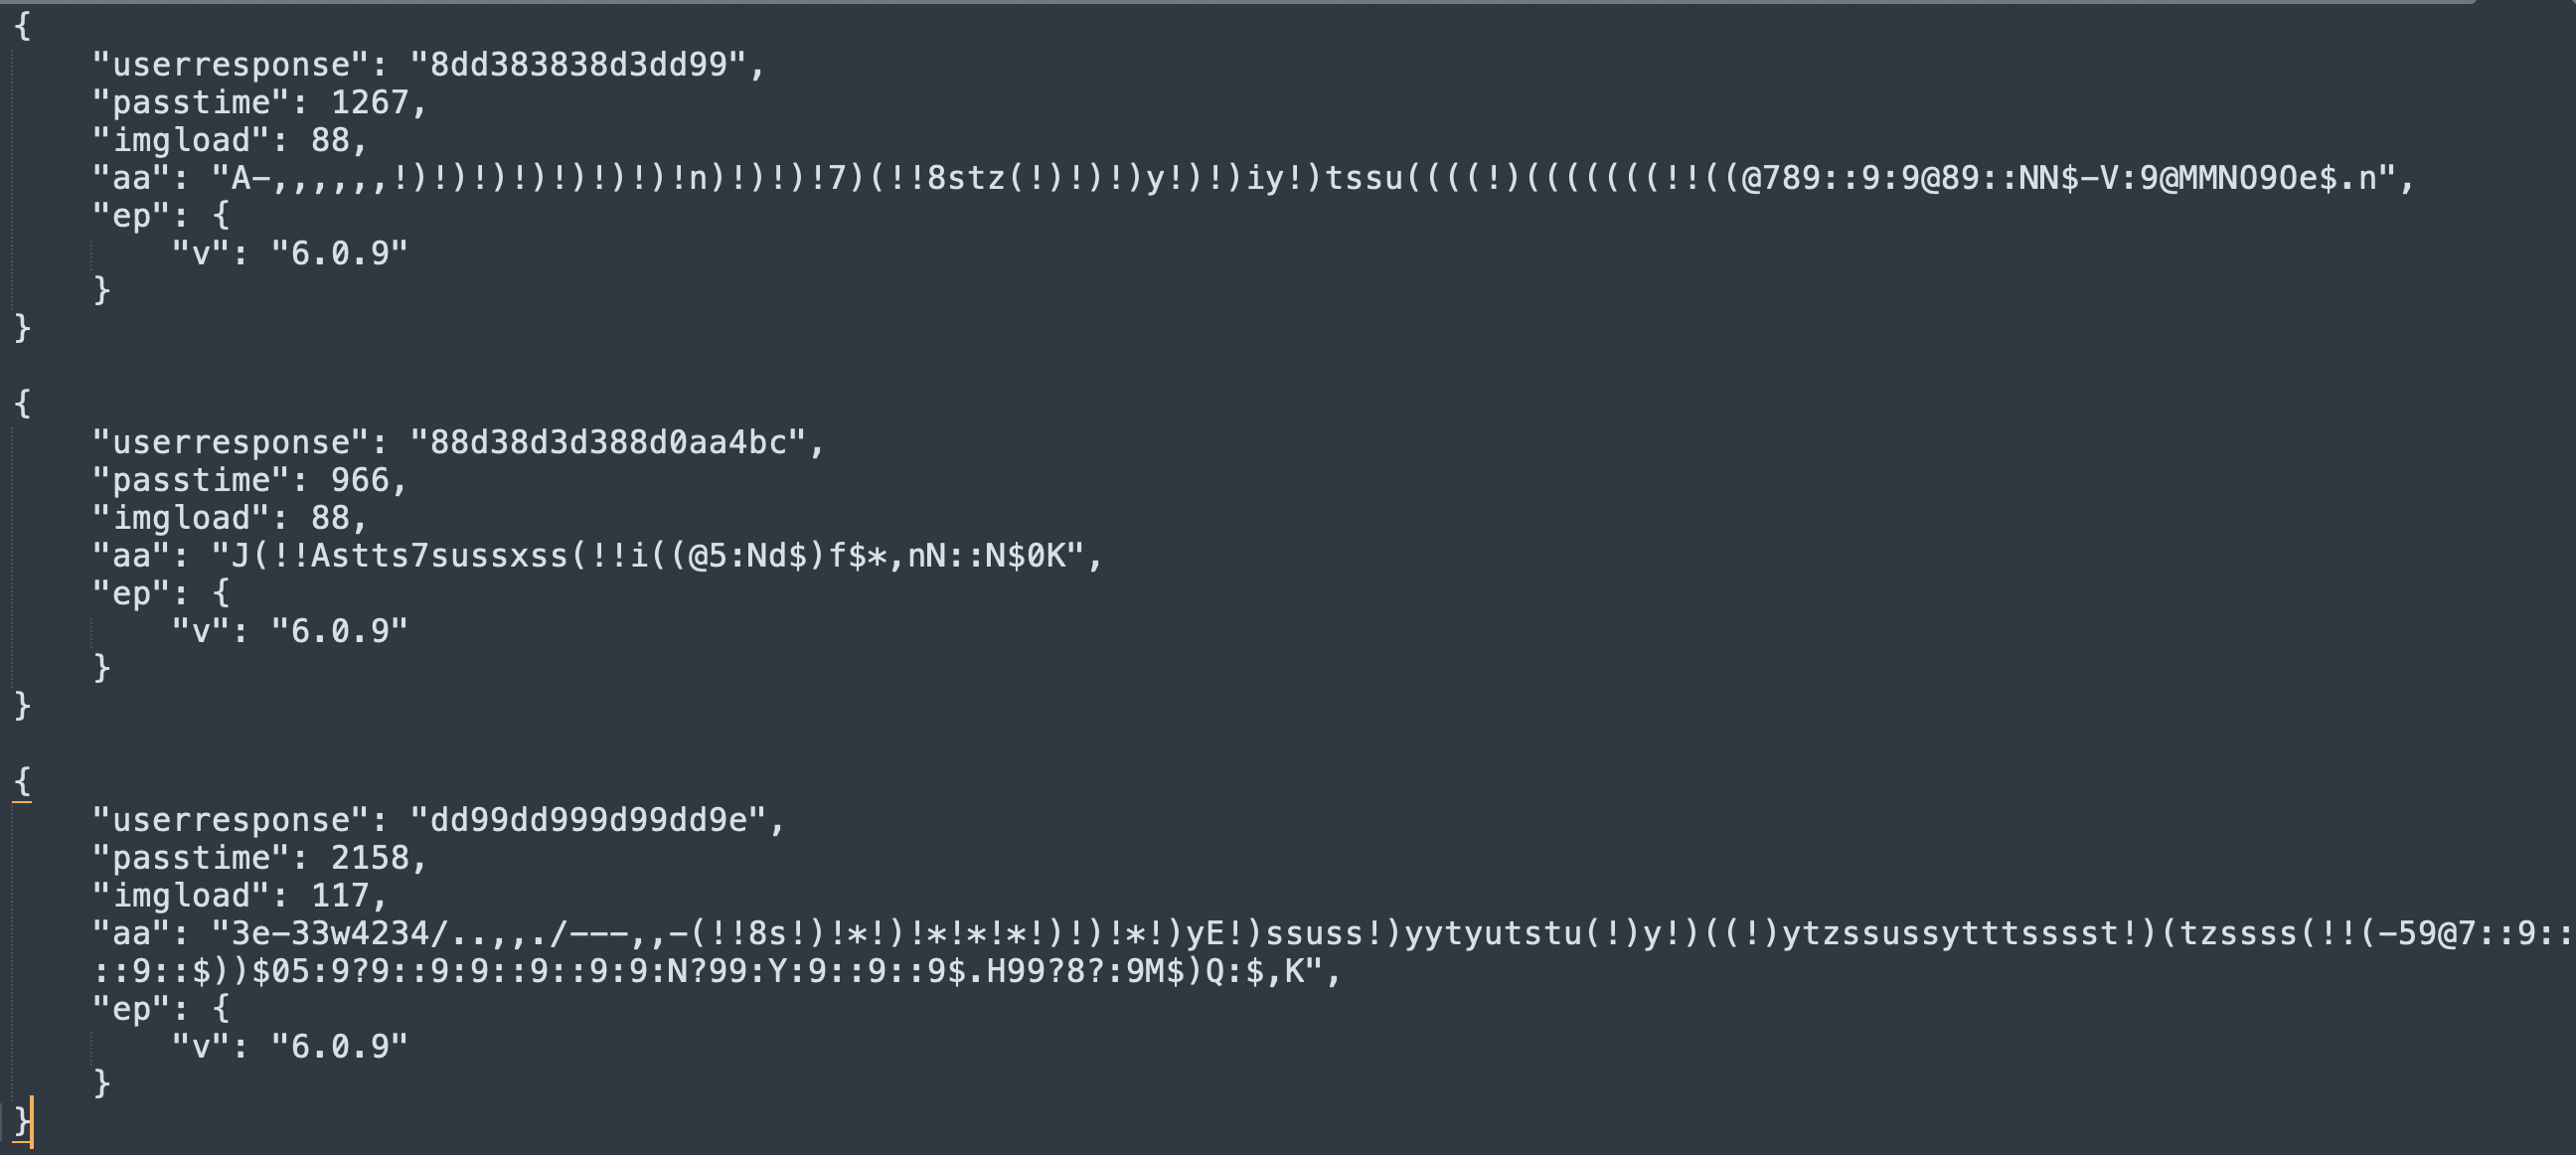 {
"userresponse": "8dd383838d3dd99",
"passtime": 1267,
"imgload": 88,
"aa": "A-,,,,,,!)!)!)!)!)!)!)!n)!)!)!7)(!!8stz(!)!)!)y!)!)iy!)tssu((((!)(((((((!!((@789::9:9@89::NN$-V:9@MMNO9Oe$.n",
"ep": {
"v": "6.0.9"
}
}
{
"userresponse": "88d38d3d388d0aa4bc",
"passtime": 966,
"imgload": 88,
"aa": "J(!!Astts7sussxss(!!i((@5:Nd$)f$*,nN::N$0K",
"ep": {
"v": "6.0.9"
}
}
{
"userresponse": "dd99dd999d99dd9e",
"passtime": 2158,
"imgload": 117,
"aa": "3e-33w4234/..,,./---,,-(!!8s!)!*!)!*!*!*!)!)!*!)yE!)ssuss!)yytyutstu(!)y!)((!)ytzssussytttsssst!)(tzssss(!!(-59@7::9::
::9::$))$05:9?9::9:9::9::9:9:N?99:Y:9::9::9$.H99?8?:9M$)Q:$,K",
"ep": {
"v": "6.0.9"
}
}